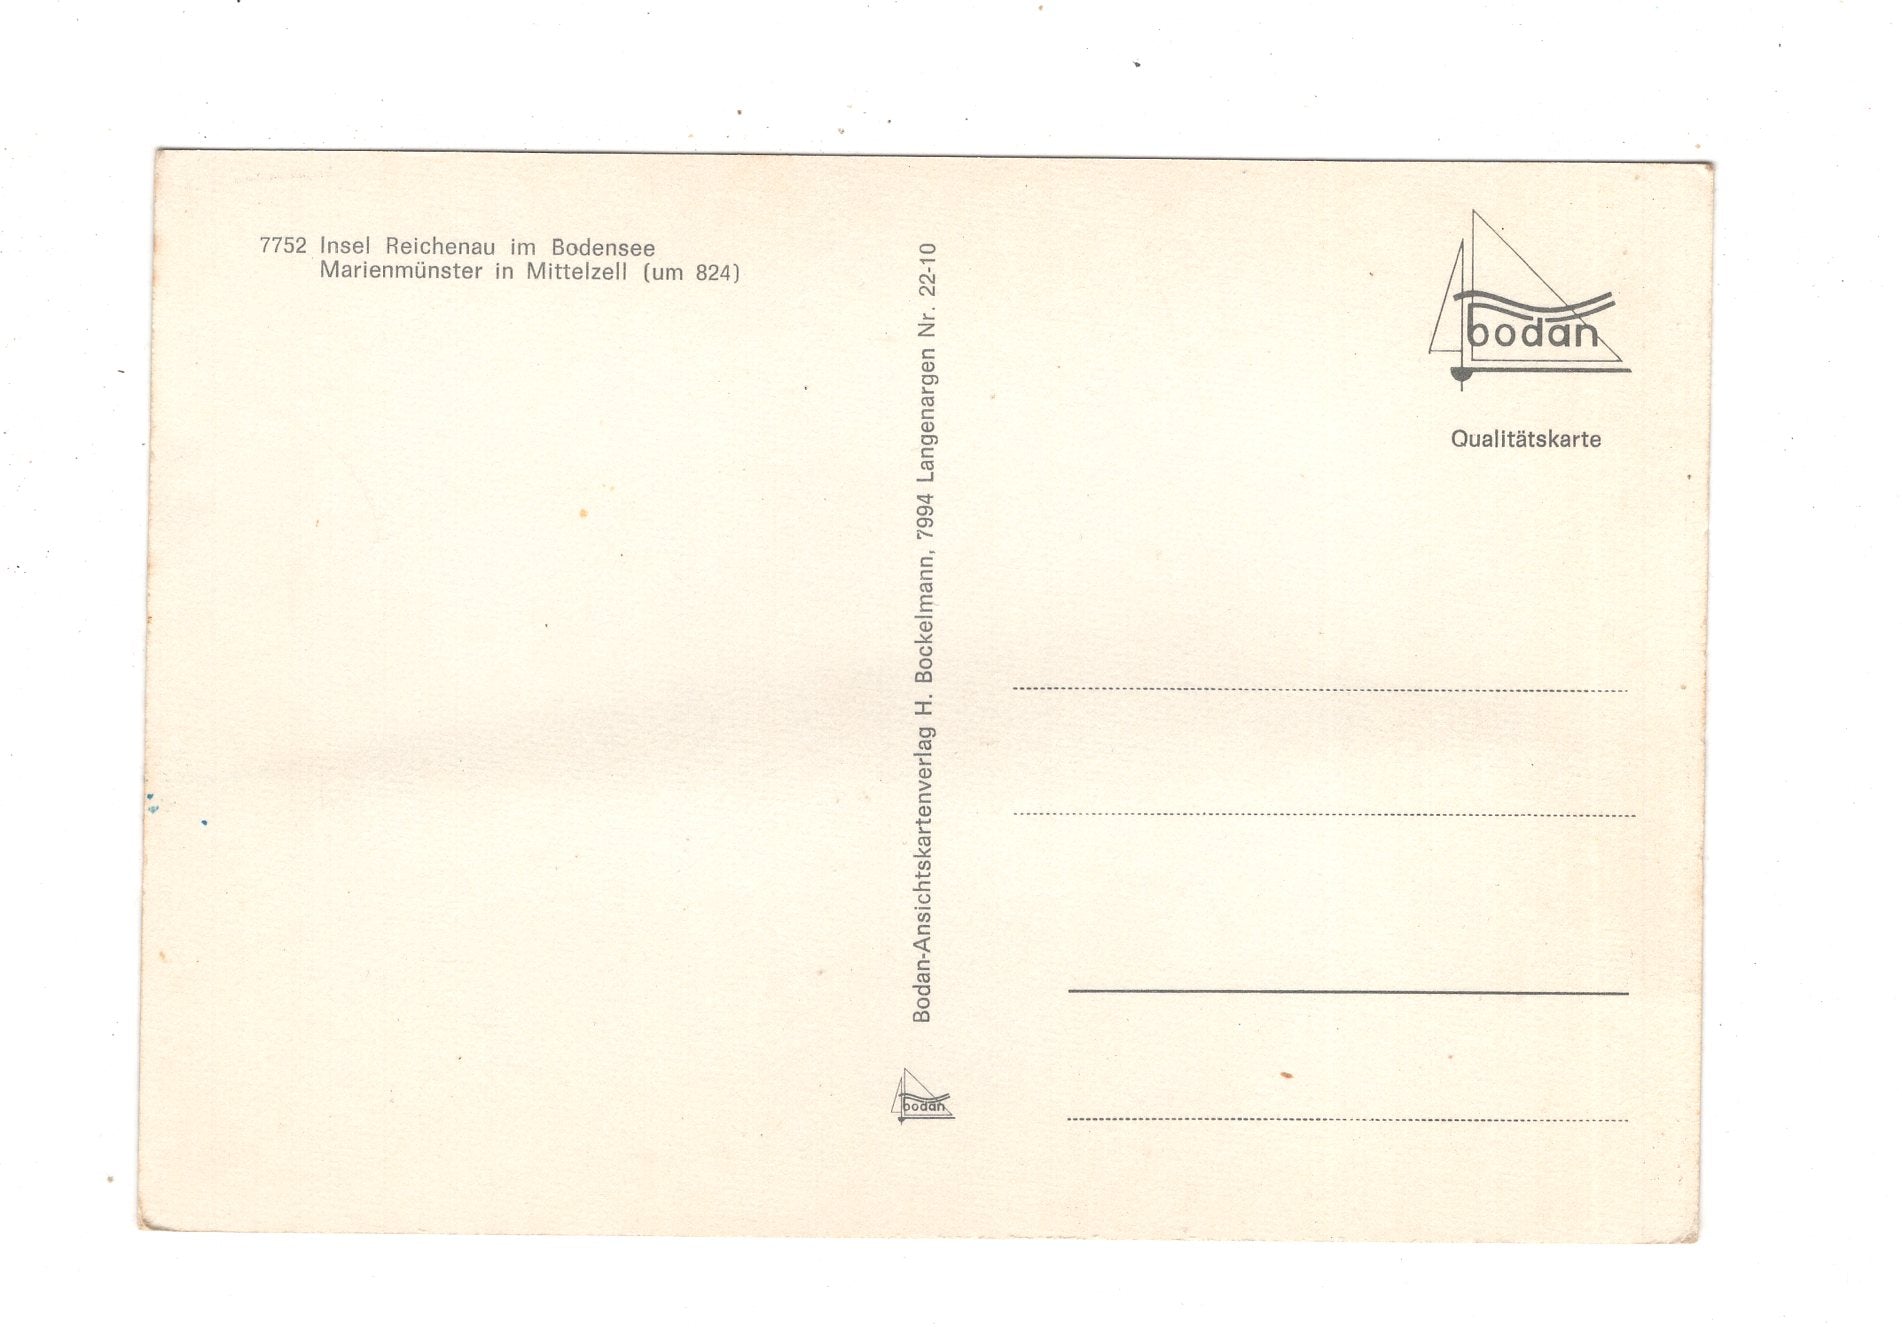 7752 Insel Reichenau im Bodensee
Marienmünster in Mittelzell (um 824)
Bodan-Ansichtskartenverlag H. Bockelmann, 7994 Langenargen Nr. 22-10
bodan
bodan
Qualitätskarte